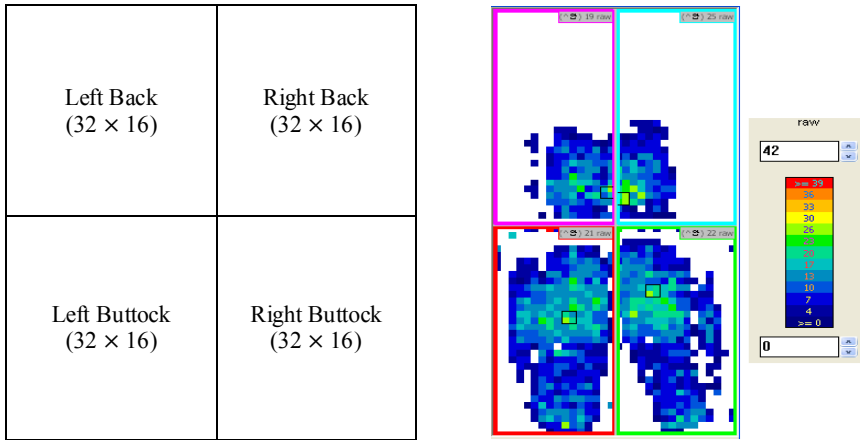 Left Back
(32 × 16)
Right Back
(32 × 16)
Left Buttock
(32 × 16)
Right Buttock
(32 × 16)
19 raw
25 raw
21 raw
22 raw
raw
42
>= 39
36
33
30
26
20
13
10
7
4
>= 0
0